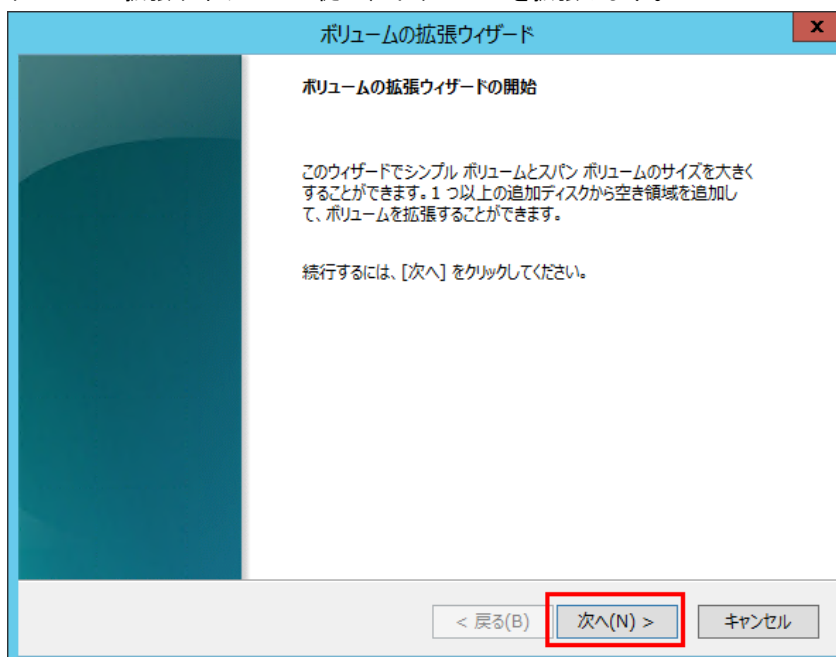 ボリュームの拡張ウィザード
x
ボリュームの拡張ウィザードの開始
このウィザードでシンプル ボリュームとスパン ボリュームのサイズを大きく
することができます。1 つ以上の追加ディスクから空き領域を追加し
て、ボリュームを拡張することができます。
続行するには、[次へ] をクリックしてください。
< 戻る(B)
次へ(N) >
キャンセル